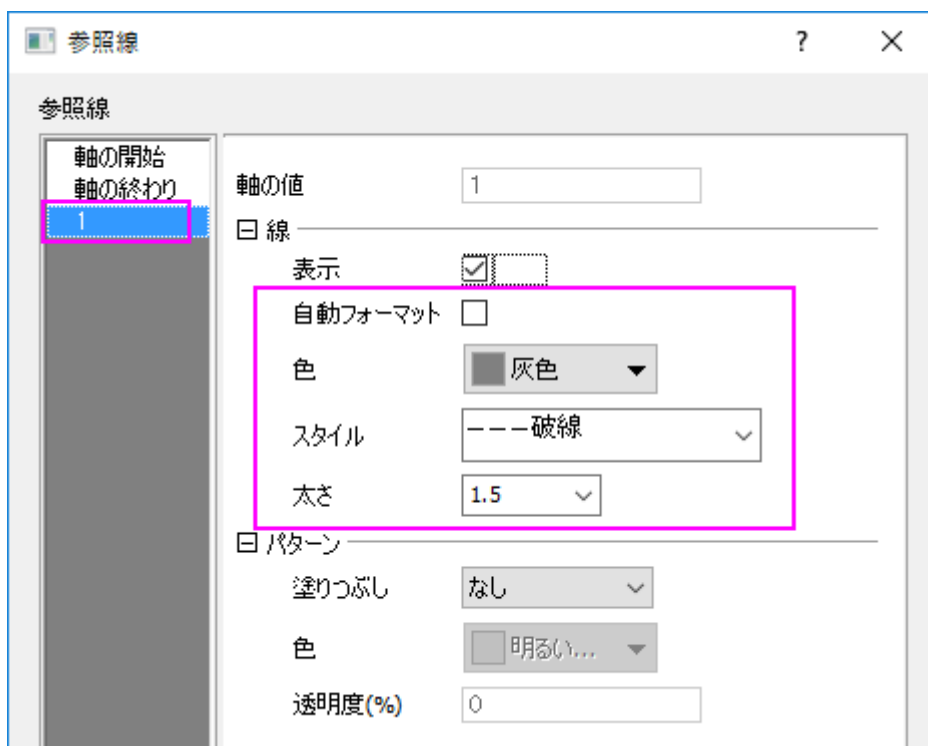 参照線
?
参照線
軸の開始
軸の終わり
1
軸の値 1
線
表示
自動フォーマット
色 灰色
スタイル ---破線
太さ 1.5
パターン
塗りつぶし なし
色 明るい...
透明度(%) 0